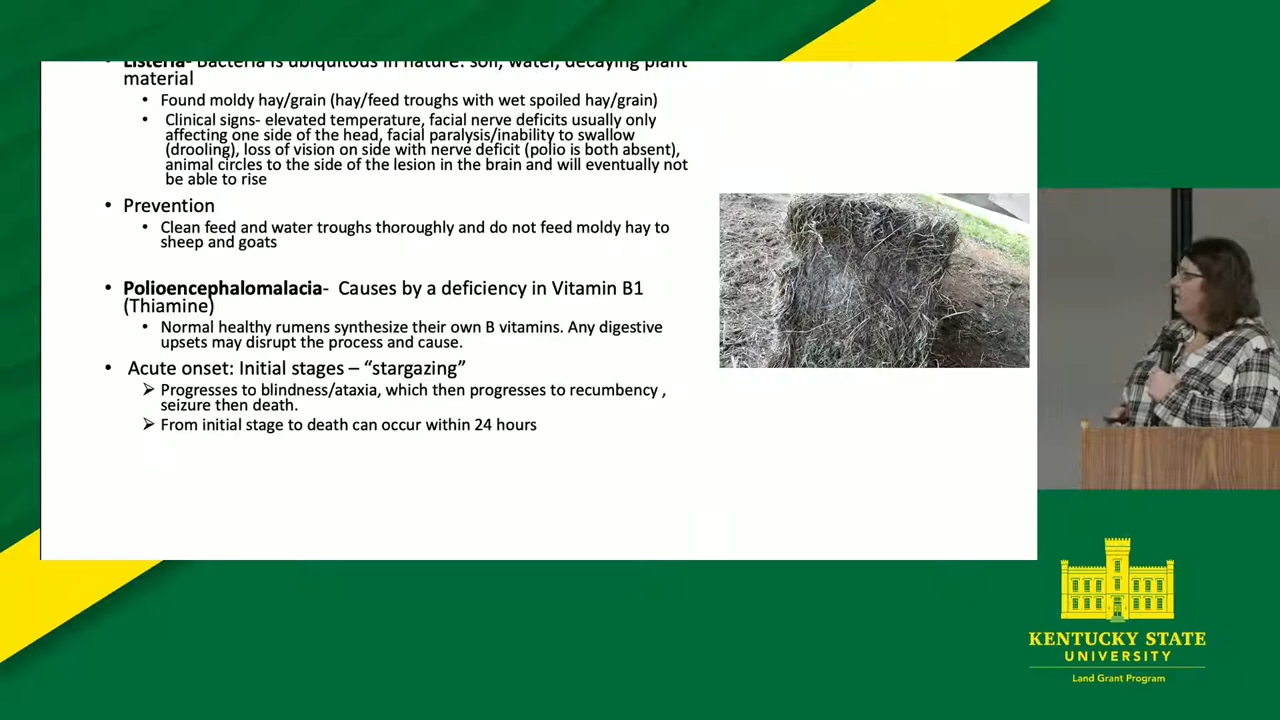 • Listeria- Bacteria is ubiquitous in nature: soil, water, decaying plant
material
• Found moldy hay/grain (hay/feed troughs with wet spoiled hay/grain)
• Clinical signs- elevated temperature, facial nerve deficits usually only
affecting one side of the head, facial paralysis/inability to swallow
(drooling), loss of vision on side with nerve deficit (polio is both absent),
animal circles to the side of the lesion in the brain and will eventually not
be able to rise
• Prevention
• Clean feed and water troughs thoroughly and do not feed moldy hay to
sheep and goats
• Polioencephalomalacia- Causes by a deficiency in Vitamin B1
(Thiamine)
• Normal healthy rumens synthesize their own B vitamins. Any digestive
upsets may disrupt the process and cause.
• Acute onset: Initial stages – “stargazing”
➢ Progresses to blindness/ataxia, which then progresses to recumbency ,
seizure then death.
➢ From initial stage to death can occur within 24 hours
KENTUCKY STATE
UNIVERSITY
Land Grant Program